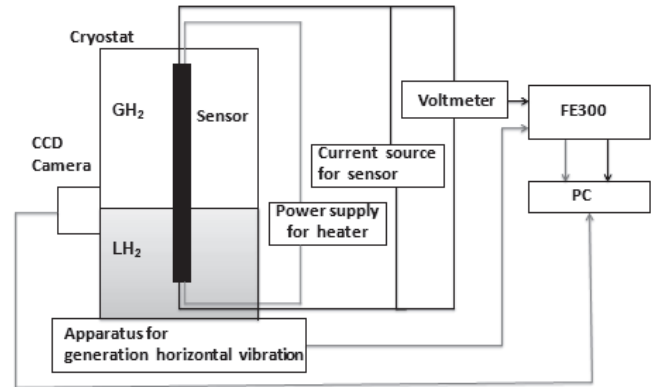 Cryostat
GH₂
Sensor
Voltmeter
FE300
CCD
Camera
Current source
for sensor
PC
Power supply
for heater
LH₂
Apparatus for
generation horizontal vibration